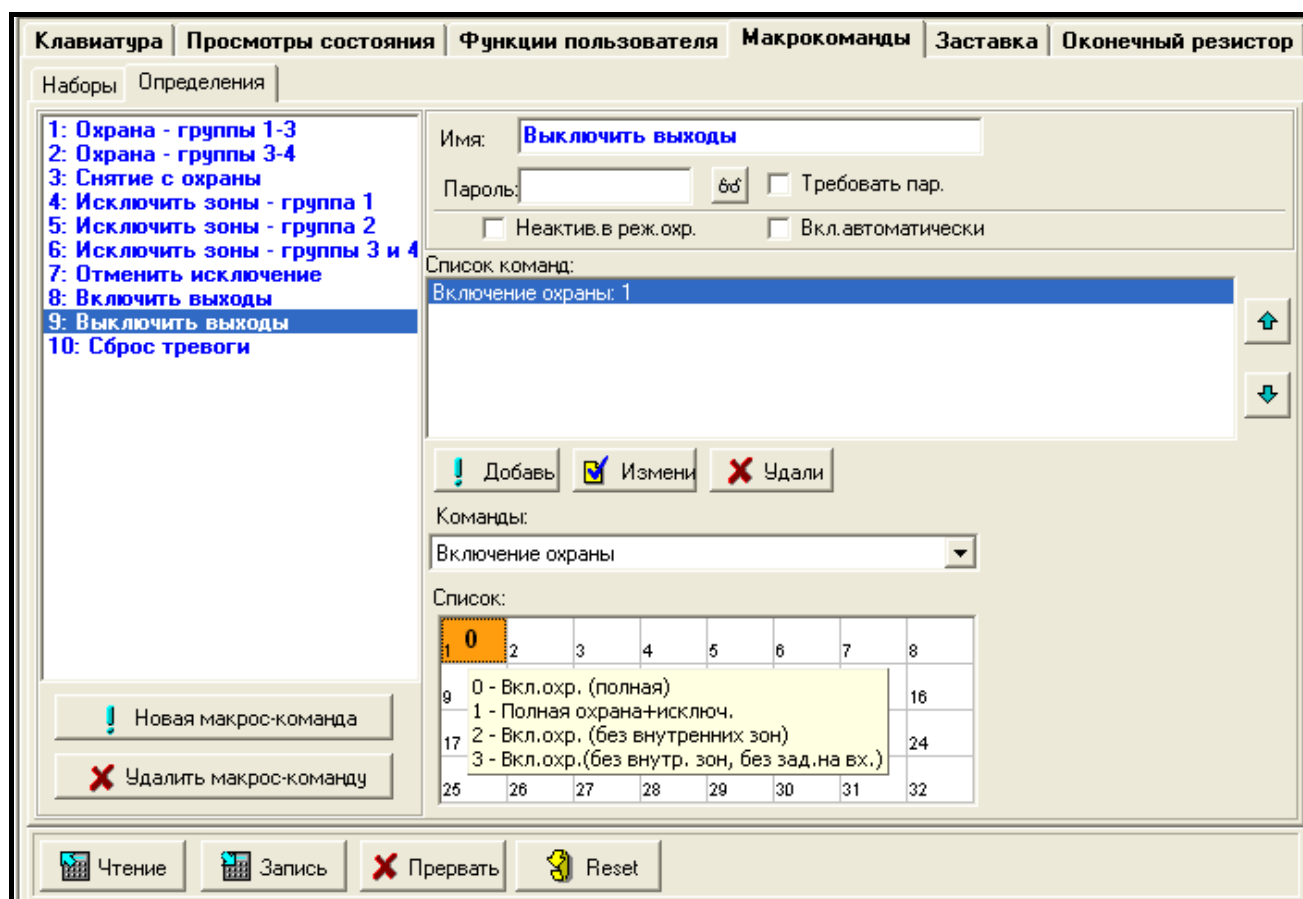 Клавиатура Просмотры состояния Функции пользователя Макрокоманды Заставка Оконечный резистор
Наборы Определения
1: Охрана - группы 1-3
2: Охрана - группы 3-4
3: Снятие с охраны
4: Исключить зоны - группа 1
5: Исключить зоны - группа 2
6: Исключить зоны - группы 3 и 4
7: Отменить исключение
8: Включить выходы
9: Выключить выходы
10: Сброс тревоги
Новая макрос-команда
Удалить макрос-команду
Имя: Выключить выходы
Пароль: Требовать пар.
Неактив.в реж.охр. Вкл.автоматически
Список команд:
Включение охраны: 1
Добавь Измени Удали
Команды:
Включение охраны
Список:
1 0 2 3 4 5 6 7 8
9 16
17 24
25 26 27 28 29 30 31 32
0 - Вкл.охр. (полная)
1 - Полная охрана+исключ.
2 - Вкл.охр. (без внутренних зон)
3 - Вкл.охр.(без внутр. зон, без зад.на вх.)
Чтение Запись Прервать Reset